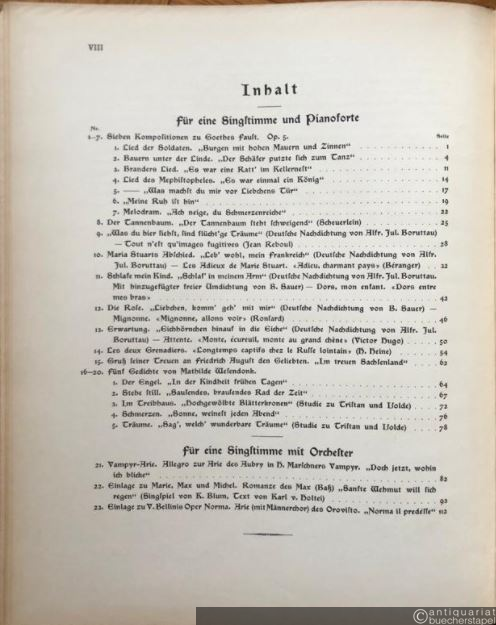 VIII
Inhalt
Für eine Singstimme und Pianoforte
Nr. Seite
1–7. Sieben Kompositionen zu Goethes Faust. Op. 5.
1. Lied der Soldaten. „Burgen mit hohen Mauern und Zinnen“ 1
2. Bauern unter der Linde. „Der Schäfer putzte sich zum Tanz“ 4
3. Branders Lied. „Es war eine Ratt' im Kellernest“ 11
4. Lied des Mephistopheles. „Es war einmal ein König“ 14
5. — „Was machst du mir vor Liebchens Tür“ 17
6. „Meine Ruh ist hin“ 19
7. Melodram. „Ach neige, du Schmerzenreiche“ 22
8. Der Tannenbaum. „Der Tannenbaum steht schweigend“ (Scheuerlein) 25
9. „Was du hier siehst, sind flücht'ge Träume“ (Deutsche Nachdichtung von Alfr. Jul. Boruttau)
— Tout n'est qu'images fugitives (Jean Reboul) 28
10. Maria Stuarts Abschied. „Leb' wohl, mein Frankreich“ (Deutsche Nachdichtung von Alfr.
Jul. Boruttau) — Les Adieux de Marie Stuart. «Adieu, charmant pays» (Béranger) 32
11. Schlafe mein Kind. „Schlaf' in meinem Arm“ (Deutsche Nachdichtung von Alfr. Jul. Boruttau.
Mit hinzugefügter freier Umdichtung von B. Sauer) — Dors, mon enfant. «Dors entre
mes bras» 42
12. Die Rose. „Liebchen, komm' geh' mit mir“ (Deutsche Nachdichtung von B. Sauer) —
Mignonne. «Mignonne, allons voir» (Ronsard) 46
13. Erwartung. „Eichhörnchen hinauf in die Eiche“ (Deutsche Nachdichtung von Alfr. Jul.
Boruttau) — Attente. «Monte, écureuil, monte au grand chêne» (Victor Hugo) 50
14. Les deux Grenadiers. «Longtemps captifs chez le Russe lointain» (H. Heine) 54
15. Gruß seiner Treuen an Friedrich August den Geliebten. „Im treuen Sachsenland“ 62
16–20. Fünf Gedichte von Mathilde Wesendonk.
1. Der Engel. „In der Kindheit frühen Tagen“ 64
2. Stehe still. „Sausendes, brausendes Rad der Zeit“ 67
3. Im Treibhaus. „Hochgewölbte Blätterkronen“ (Studie zu Tristan und Isolde) 72
4. Schmerzen. „Sonne, weinest jeden Abend“ 76
5. Träume. „Sag', welch' wunderbare Träume“ (Studie zu Tristan und Isolde) 78
Für eine Singstimme mit Orchester
21. Vampyr-Arie. Allegro zur Arie des Aubry in H. Marschners Vampyr. „Doch jetzt, wohin
ich blicke“ 82
22. Einlage zu Marie, Max und Michel. Romanze des Max (Baß) „Sanfte Wehmut will sich
regen“ (Singspiel von K. Blum, Text von Karl v. Holtei) 92
23. Einlage zu V. Bellinis Oper Norma. Arie (mit Männerchor) des Orovisto. „Norma il predesse“ 112
©antiquariat
buecherstapel